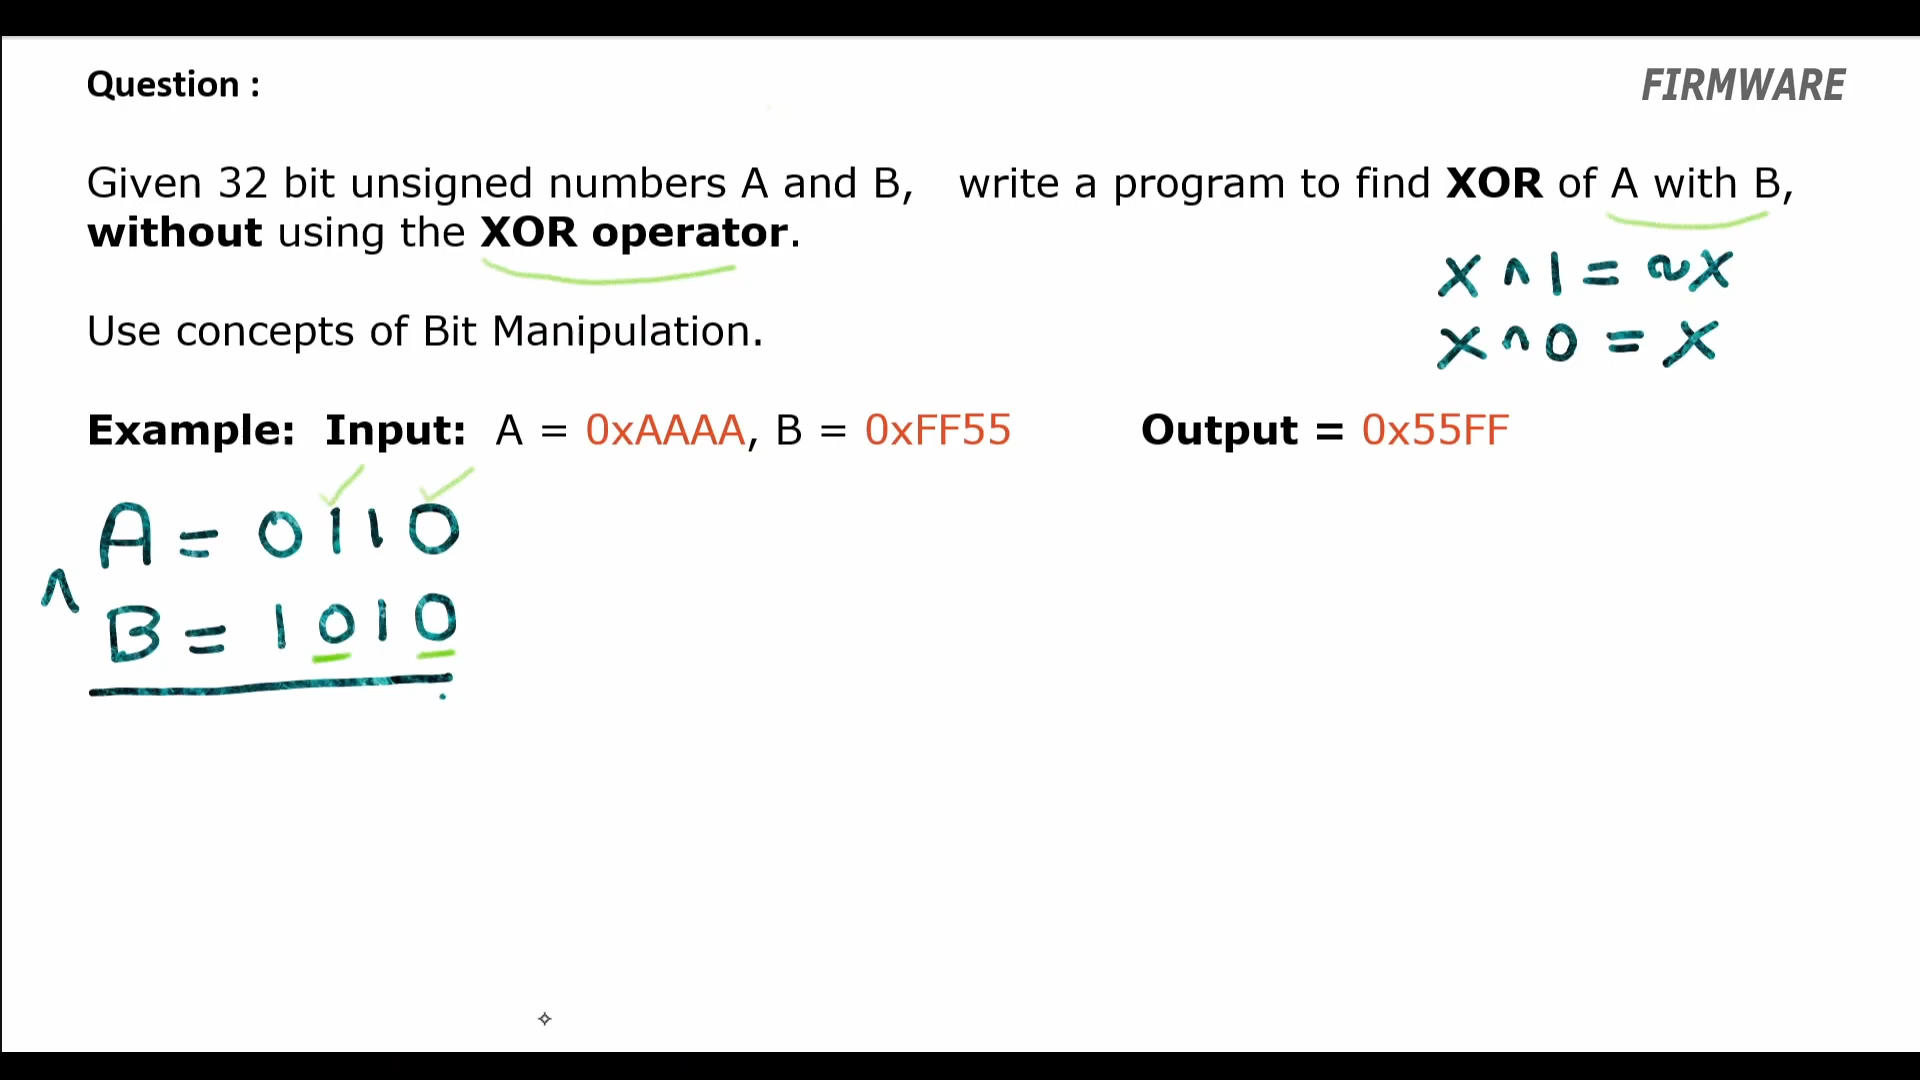 Question :
FIRMWARE
Given 32 bit unsigned numbers A and B, write a program to find XOR of A with B,
without using the XOR operator.
x ^ 1 = ~x
Use concepts of Bit Manipulation.
x ^ 0 = x
Example: Input: A = 0xAAAA, B = 0xFF55 Output = 0x55FF
A = 0110
^
B = 1010